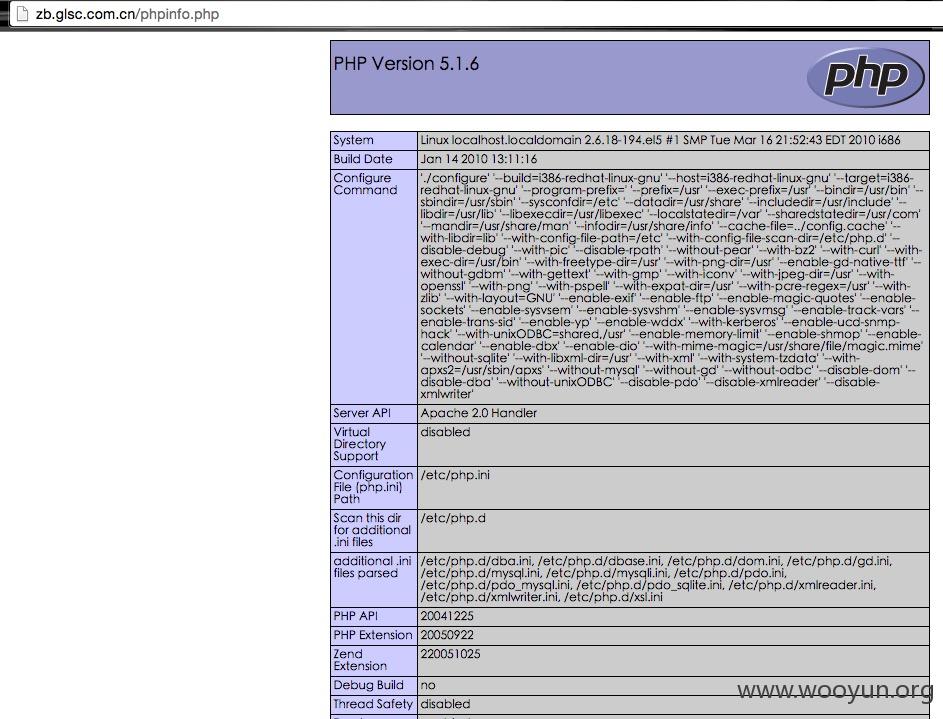 zb.glsc.com.cn/phpinfo.php
PHP Version 5.1.6
php
System Linux localhost.localdomain 2.6.18-194.el5 #1 SMP Tue Mar 16 21:52:43 EDT 2010 i686
Build Date Jan 14 2010 13:11:16
Configure
Command
'./configure' '--build=i386-redhat-linux-gnu' '--host=i386-redhat-linux-gnu' '--target=i386-
redhat-linux-gnu' '--program-prefix=' '--prefix=/usr' '--exec-prefix=/usr' '--bindir=/usr/bin' '--
sbindir=/usr/sbin' '--sysconfdir=/etc' '--datadir=/usr/share' '--includedir=/usr/include' '--
libdir=/usr/lib' '--libexecdir=/usr/libexec' '--localstatedir=/var' '--sharedstatedir=/usr/com'
'--mandir=/usr/share/man' '--infodir=/usr/share/info' '--cache-file=../config.cache' '--
with-libdir=lib' '--with-config-file-path=/etc' '--with-config-file-scan-dir=/etc/php.d' '--
disable-debug' '--with-pic' '--disable-rpath' '--without-pear' '--with-bz2' '--with-curl' '--with-
exec-dir=/usr/bin' '--with-freetype-dir=/usr' '--with-png-dir=/usr' '--enable-gd-native-ttf' '--
without-gdbm' '--with-gettext' '--with-gmp' '--with-iconv' '--with-jpeg-dir=/usr' '--with-
openssl' '--with-png' '--with-pspell' '--with-expat-dir=/usr' '--with-pcre-regex=/usr' '--with-
zlib' '--with-layout=GNU' '--enable-exif' '--enable-ftp' '--enable-magic-quotes' '--enable-
sockets' '--enable-sysvsem' '--enable-sysvshm' '--enable-sysvmsg' '--enable-track-vars' '--
enable-trans-sid' '--enable-yp' '--enable-wddx' '--with-kerberos' '--enable-ucd-snmp-
hack' '--with-unixODBC=shared,/usr' '--enable-memory-limit' '--enable-shmop' '--enable-
calendar' '--enable-dbx' '--enable-dio' '--with-mime-magic=/usr/share/file/magic.mime'
'--without-sqlite' '--with-libxml-dir=/usr' '--with-xml' '--with-system-tzdata' '--with-
apxs2=/usr/sbin/apxs' '--without-mysql' '--without-gd' '--without-odbc' '--disable-dom' '--
disable-dba' '--without-unixODBC' '--disable-pdo' '--disable-xmlreader' '--disable-
xmlwriter'
Server API Apache 2.0 Handler
Virtual
Directory
Support
disabled
Configuration
File (php.ini)
Path
/etc/php.ini
Scan this dir
for additional
.ini files
/etc/php.d
additional .ini
files parsed
/etc/php.d/dba.ini, /etc/php.d/dbase.ini, /etc/php.d/dom.ini, /etc/php.d/gd.ini,
/etc/php.d/mysql.ini, /etc/php.d/mysqli.ini, /etc/php.d/pdo.ini,
/etc/php.d/pdo_mysql.ini, /etc/php.d/pdo_sqlite.ini, /etc/php.d/xmlreader.ini,
/etc/php.d/xmlwriter.ini, /etc/php.d/xsl.ini
PHP API 20041225
PHP Extension 20050922
Zend
Extension
220051025
Debug Build no
Thread Safety disabled
www.wooyun.org